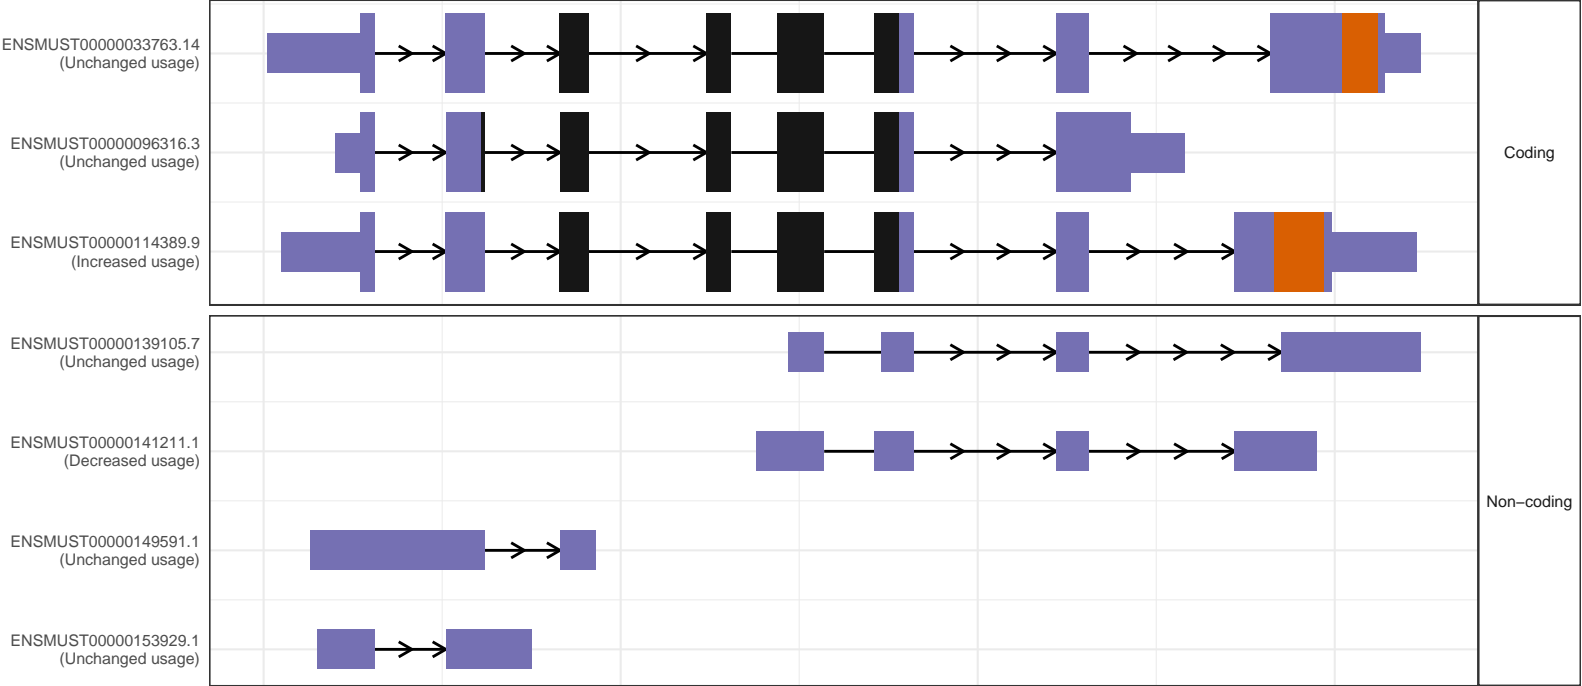 ENSMUST00000033763.14
(Unchanged usage)
ENSMUST00000096316.3
(Unchanged usage)
ENSMUST00000114389.9
(Increased usage)
Coding
ENSMUST00000139105.7
(Unchanged usage)
ENSMUST00000141211.1
(Decreased usage)
ENSMUST00000149591.1
(Unchanged usage)
ENSMUST00000153929.1
(Unchanged usage)
Non−coding